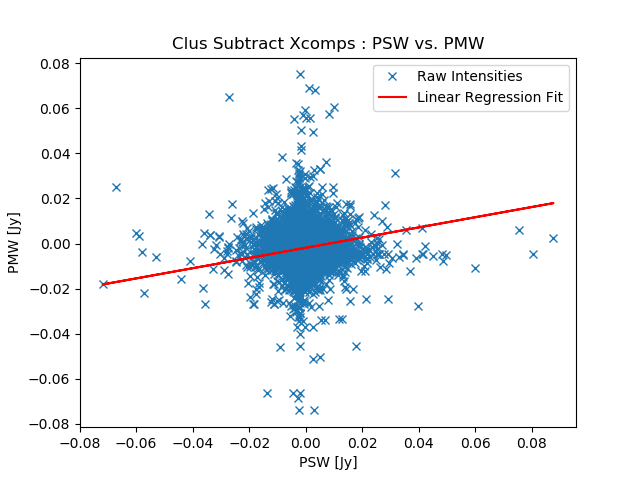 Clus Subtract Xcomps : PSW vs. PMW
Raw Intensities
Linear Regression Fit
0.08
0.06
0.04
0.02
0.00
−0.02
−0.04
−0.06
−0.08
PMW [Jy]
−0.08 −0.06 −0.04 −0.02 0.00 0.02 0.04 0.06 0.08
PSW [Jy]